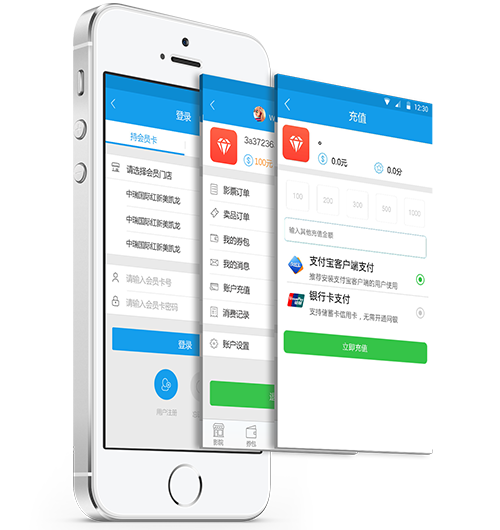 登录
持会员卡
请选择会员门店
中瑞国际红新美凯龙
中瑞国际红新美凯龙
中瑞国际红新美凯龙
请输入会员卡号
请输入会员卡密码
登录
用户注册
3a37236
100元
影票订单
卖品订单
我的券包
我的消息
账户充值
消费记录
账户设置
影院
券包
12:30
充值
0.0元
0.0分
100
200
300
500
1000
输入其他充值金额
支付宝客户端支付
推荐安装支付宝客户端的用户使用
银行卡支付
支持储蓄卡信用卡，无需开通网银
立即充值